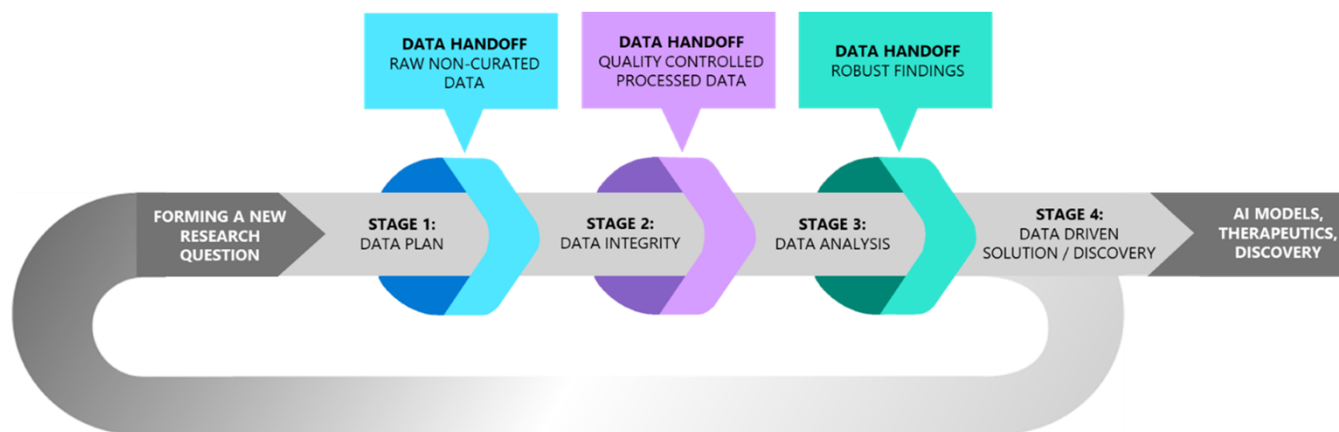 DATA HANDOFF
RAW NON-CURATED
DATA
DATA HANDOFF
QUALITY CONTROLLED
PROCESSED DATA
DATA HANDOFF
ROBUST FINDINGS
FORMING A NEW
RESEARCH
QUESTION
STAGE 1:
DATA PLAN
STAGE 2:
DATA INTEGRITY
STAGE 3:
DATA ANALYSIS
STAGE 4:
DATA DRIVEN
SOLUTION / DISCOVERY
AI MODELS,
THERAPEUTICS,
DISCOVERY